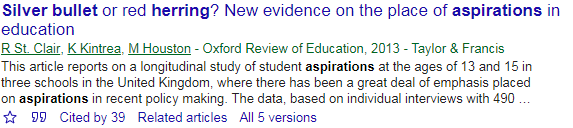 Silver bullet or red herring? New evidence on the place of aspirations in
education
R St. Clair, K Kintrea, M Houston - Oxford Review of Education, 2013 - Taylor & Francis
This article reports on a longitudinal study of student aspirations at the ages of 13 and 15 in
three schools in the United Kingdom, where there has been a great deal of emphasis placed
on aspirations in recent policy making. The data, based on individual interviews with 490 …
Cited by 39 Related articles All 5 versions